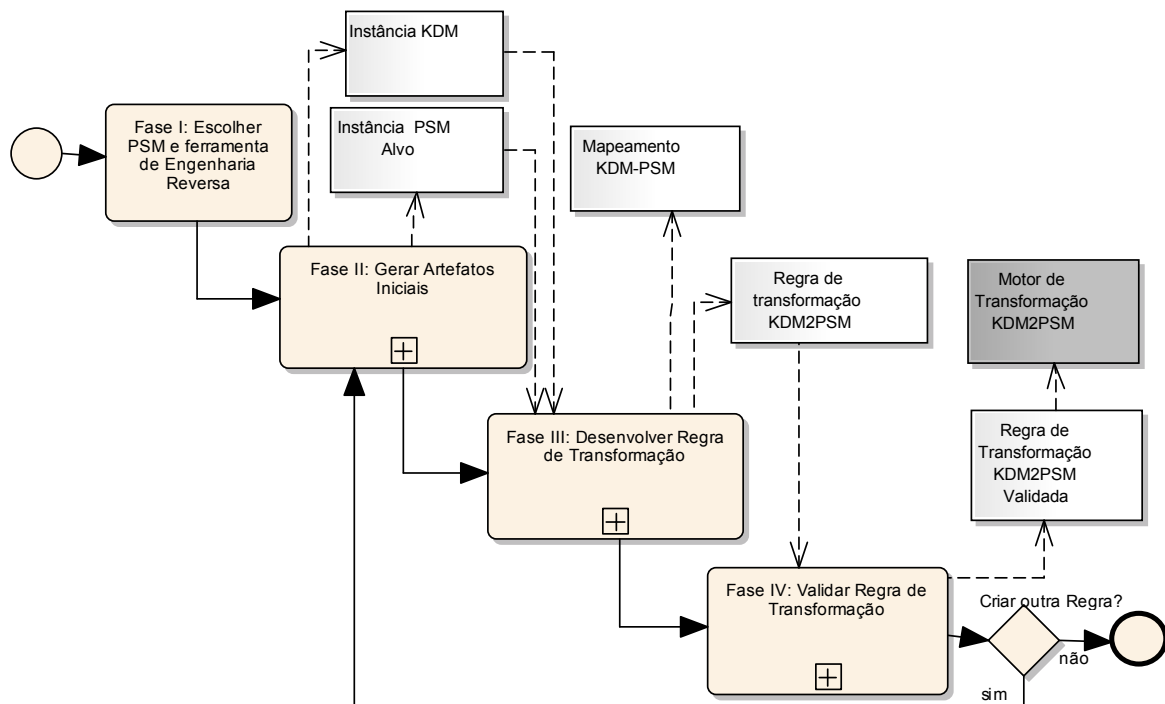 Instância KDM
Instância PSM
Alvo
Fase I: Escolher
PSM e ferramenta
de Engenharia
Reversa
Mapeamento
KDM-PSM
Fase II: Gerar Artefatos
Iniciais
Regra de
transformação
KDM2PSM
Motor de
Transformação
KDM2PSM
Fase III: Desenvolver Regra
de Transformação
Regra de
Transformação
KDM2PSM
Validada
Fase IV: Validar Regra de
Transformação
Criar outra Regra?
não
sim